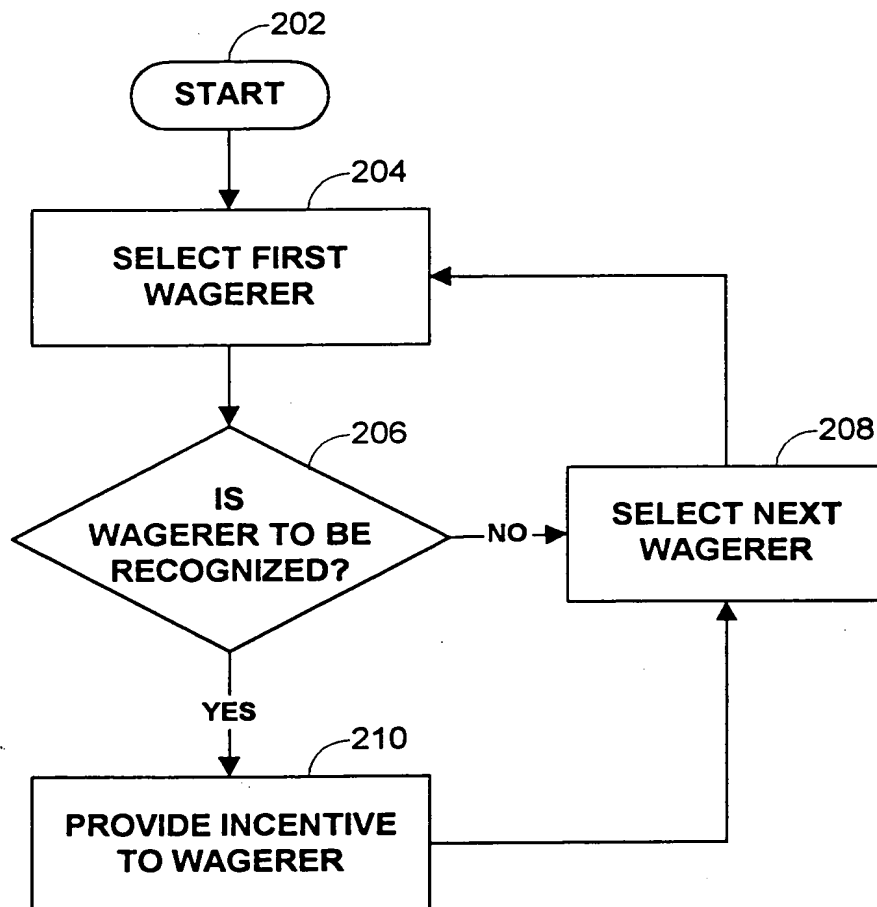 202
START
204
SELECT FIRST
WAGERER
206
IS
WAGERER TO BE
RECOGNIZED?
NO
208
SELECT NEXT
WAGERER
YES
210
PROVIDE INCENTIVE
TO WAGERER